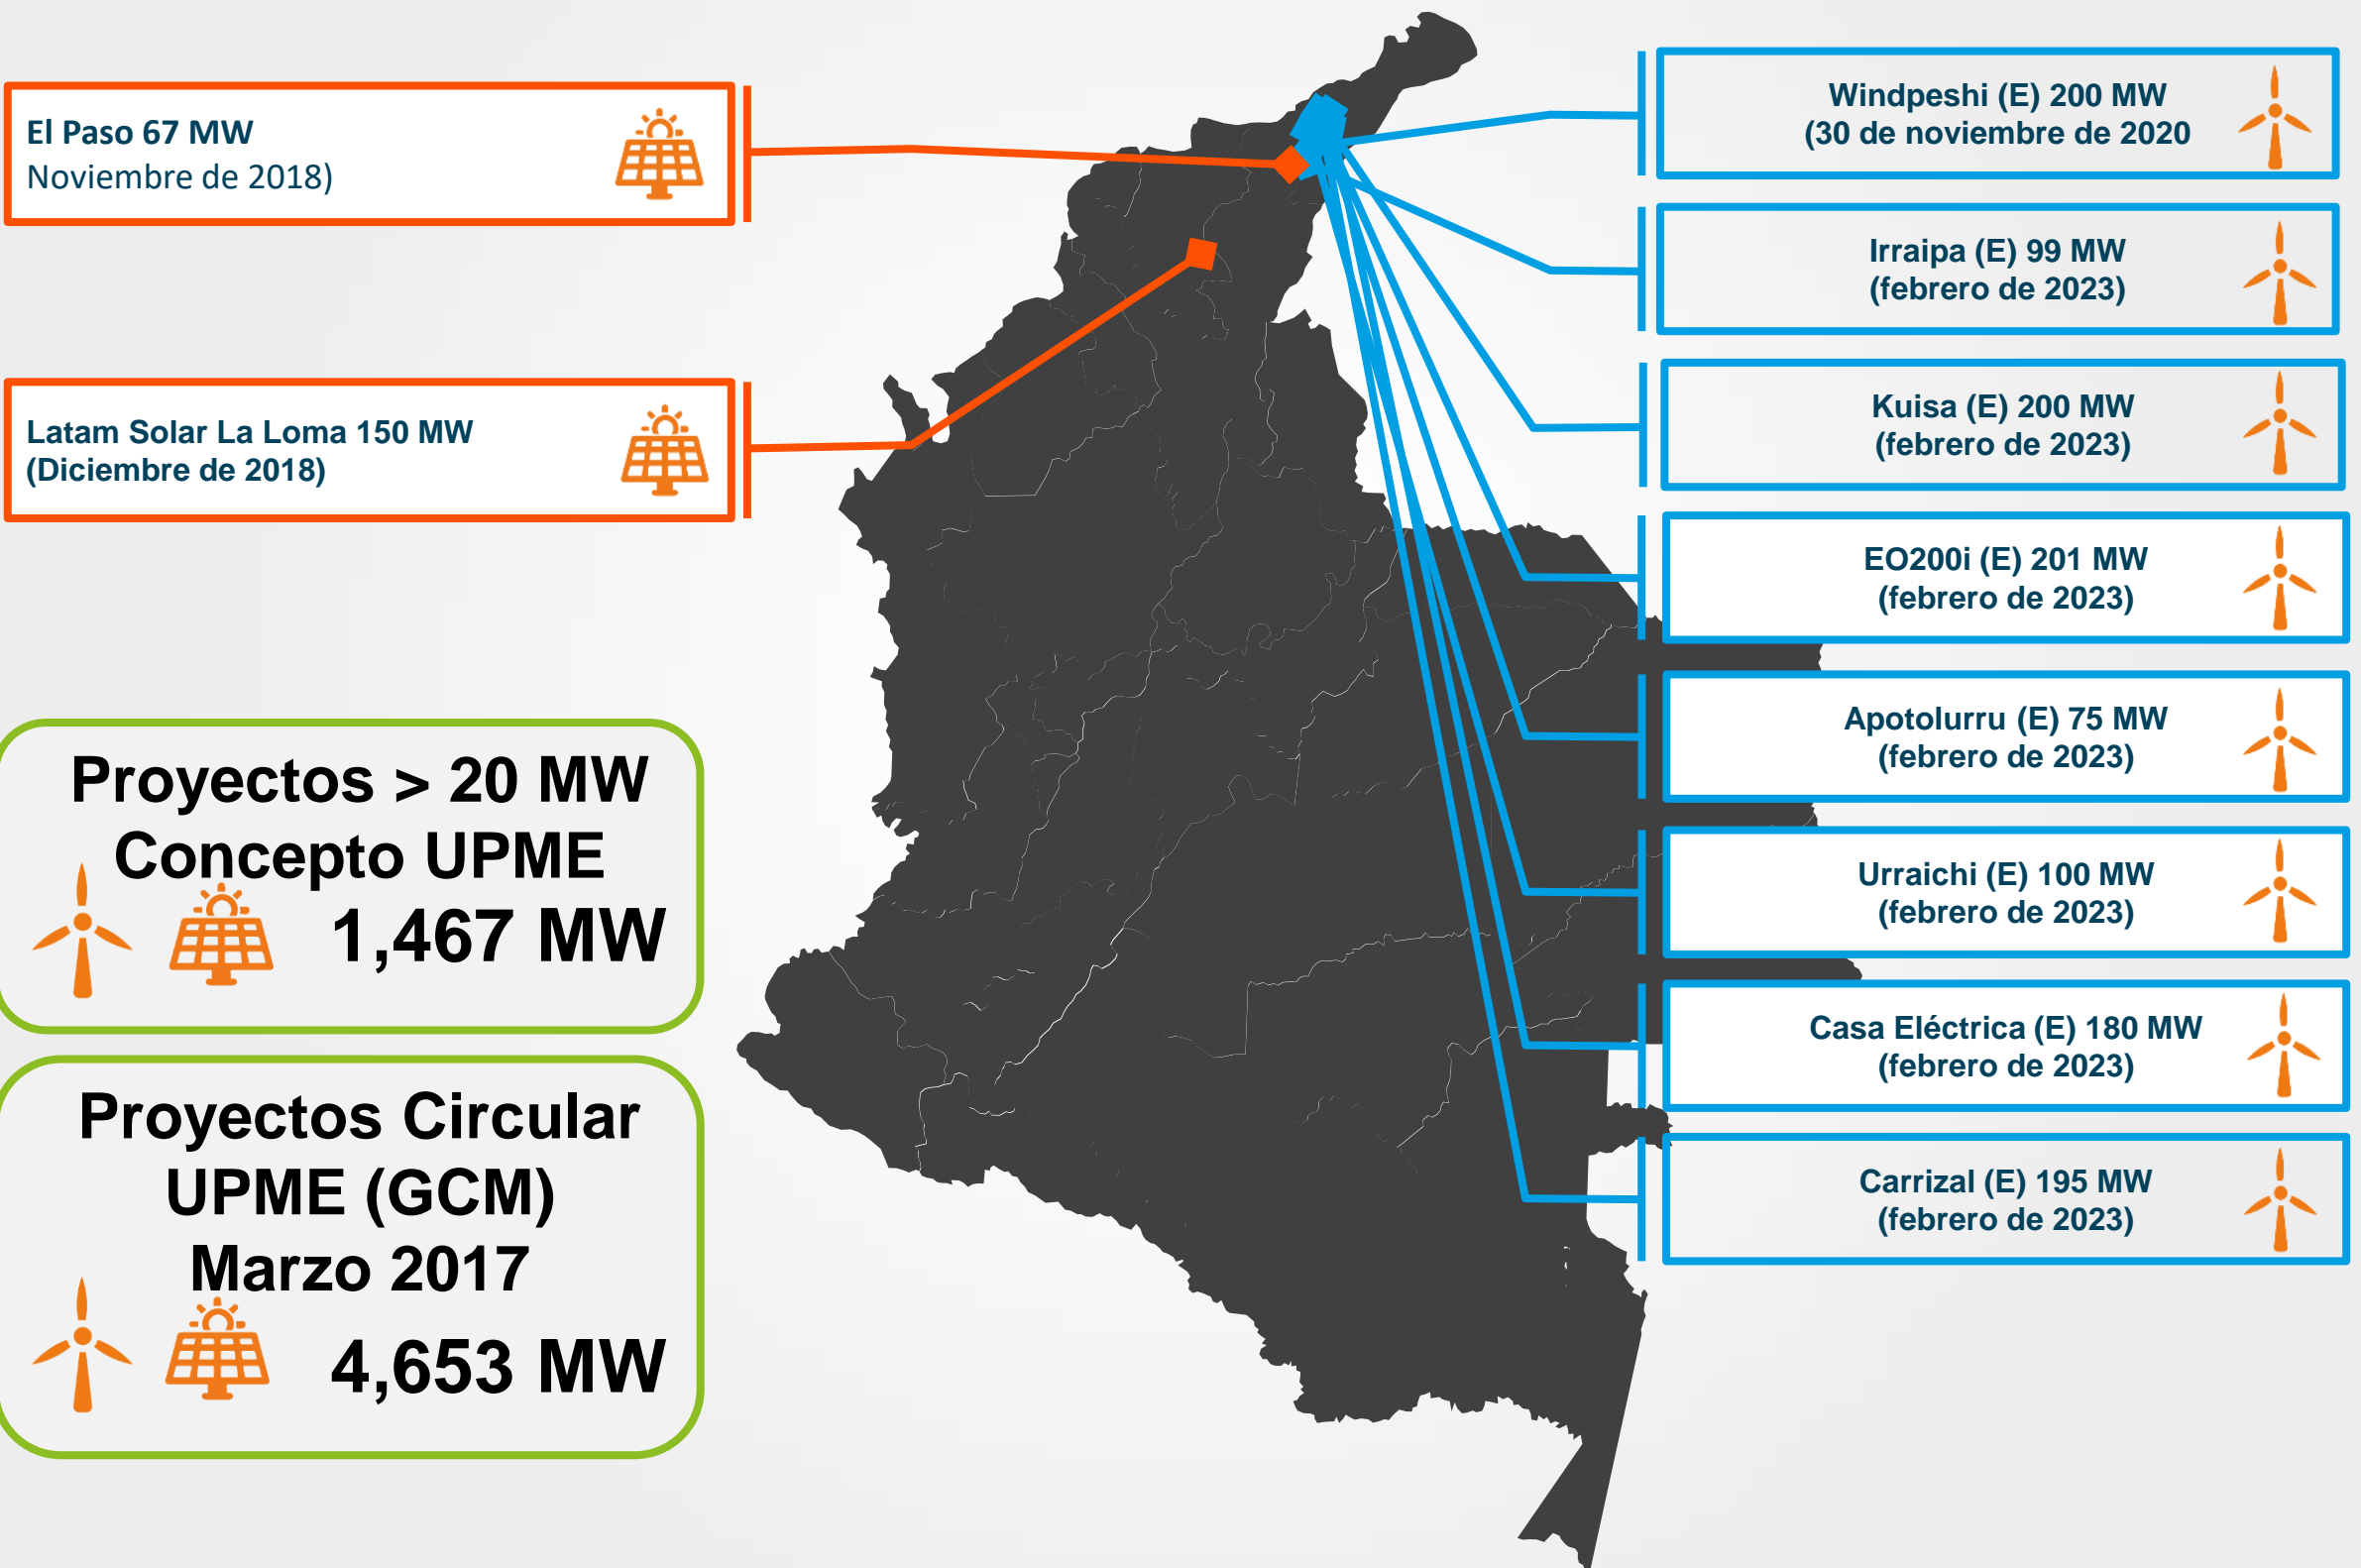 El Paso 67 MW
Noviembre de 2018)
Latam Solar La Loma 150 MW
(Diciembre de 2018)
Proyectos > 20 MW
Concepto UPME
1,467 MW
Proyectos Circular
UPME (GCM)
Marzo 2017
4,653 MW
Windpeshi (E) 200 MW
(30 de noviembre de 2020
Irraipa (E) 99 MW
(febrero de 2023)
Kuisa (E) 200 MW
(febrero de 2023)
EO200i (E) 201 MW
(febrero de 2023)
Apotolurru (E) 75 MW
(febrero de 2023)
Urraichi (E) 100 MW
(febrero de 2023)
Casa Eléctrica (E) 180 MW
(febrero de 2023)
Carrizal (E) 195 MW
(febrero de 2023)